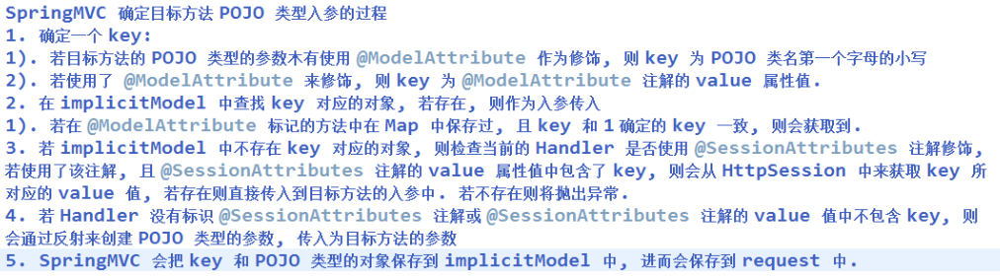 SpringMVC 确定目标方法 POJO 类型入参的过程
1. 确定一个 key:
1). 若目标方法的 POJO 类型的参数木有使用 @ModelAttribute 作为修饰, 则 key 为 POJO 类名第一个字母的小写
2). 若使用了 @ModelAttribute 来修饰, 则 key 为 @ModelAttribute 注解的 value 属性值.
2. 在 implicitModel 中查找 key 对应的对象, 若存在, 则作为入参传入
1). 若在 @ModelAttribute 标记的方法中在 Map 中保存过, 且 key 和 1 确定的 key 一致, 则会获取到.
3. 若 implicitModel 中不存在 key 对应的对象, 则检查当前的 Handler 是否使用 @SessionAttributes 注解修饰,
若使用了该注解, 且 @SessionAttributes 注解的 value 属性值中包含了 key, 则会从 HttpSession 中来获取 key 所
对应的 value 值, 若存在则直接传入到目标方法的入参中. 若不存在则将抛出异常.
4. 若 Handler 没有标识 @SessionAttributes 注解或 @SessionAttributes 注解的 value 值中不包含 key, 则
会通过反射来创建 POJO 类型的参数, 传入为目标方法的参数
5. SpringMVC 会把 key 和 POJO 类型的对象保存到 implicitModel 中, 进而会保存到 request 中.